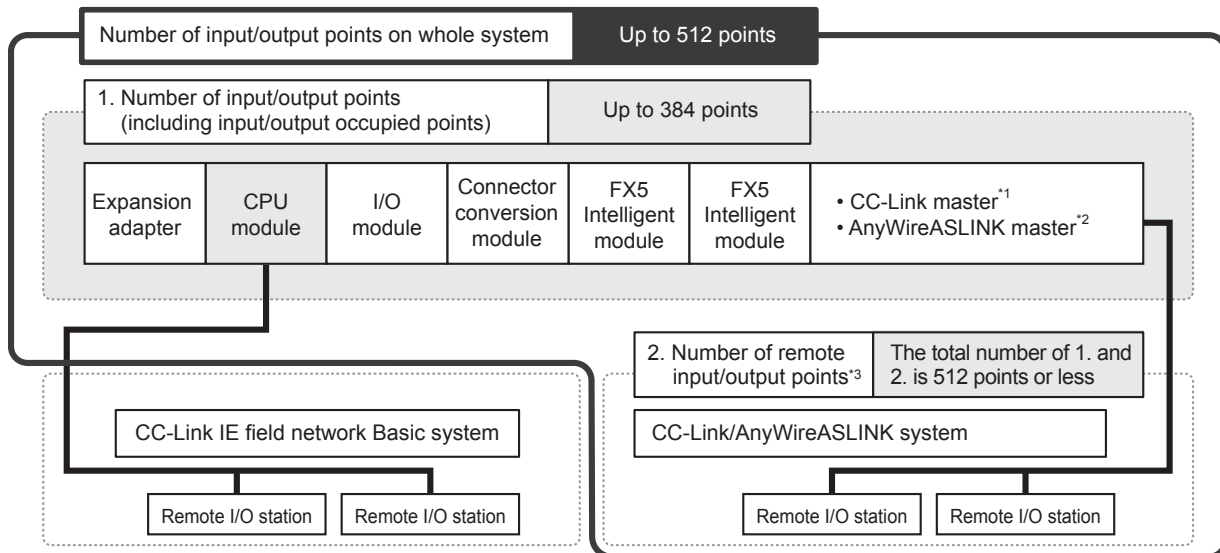 Number of input/output points on whole system
Up to 512 points
1. Number of input/output points
(including input/output occupied points)
Up to 384 points
Expansion
adapter
CPU
module
I/O
module
Connector
conversion
module
FX5
Intelligent
module
FX5
Intelligent
module
• CC-Link master*1
• AnyWireASLINK master*2
2. Number of remote
input/output points*3
The total number of 1. and
2. is 512 points or less
CC-Link IE field network Basic system
Remote I/O station
Remote I/O station
CC-Link/AnyWireASLINK system
Remote I/O station
Remote I/O station